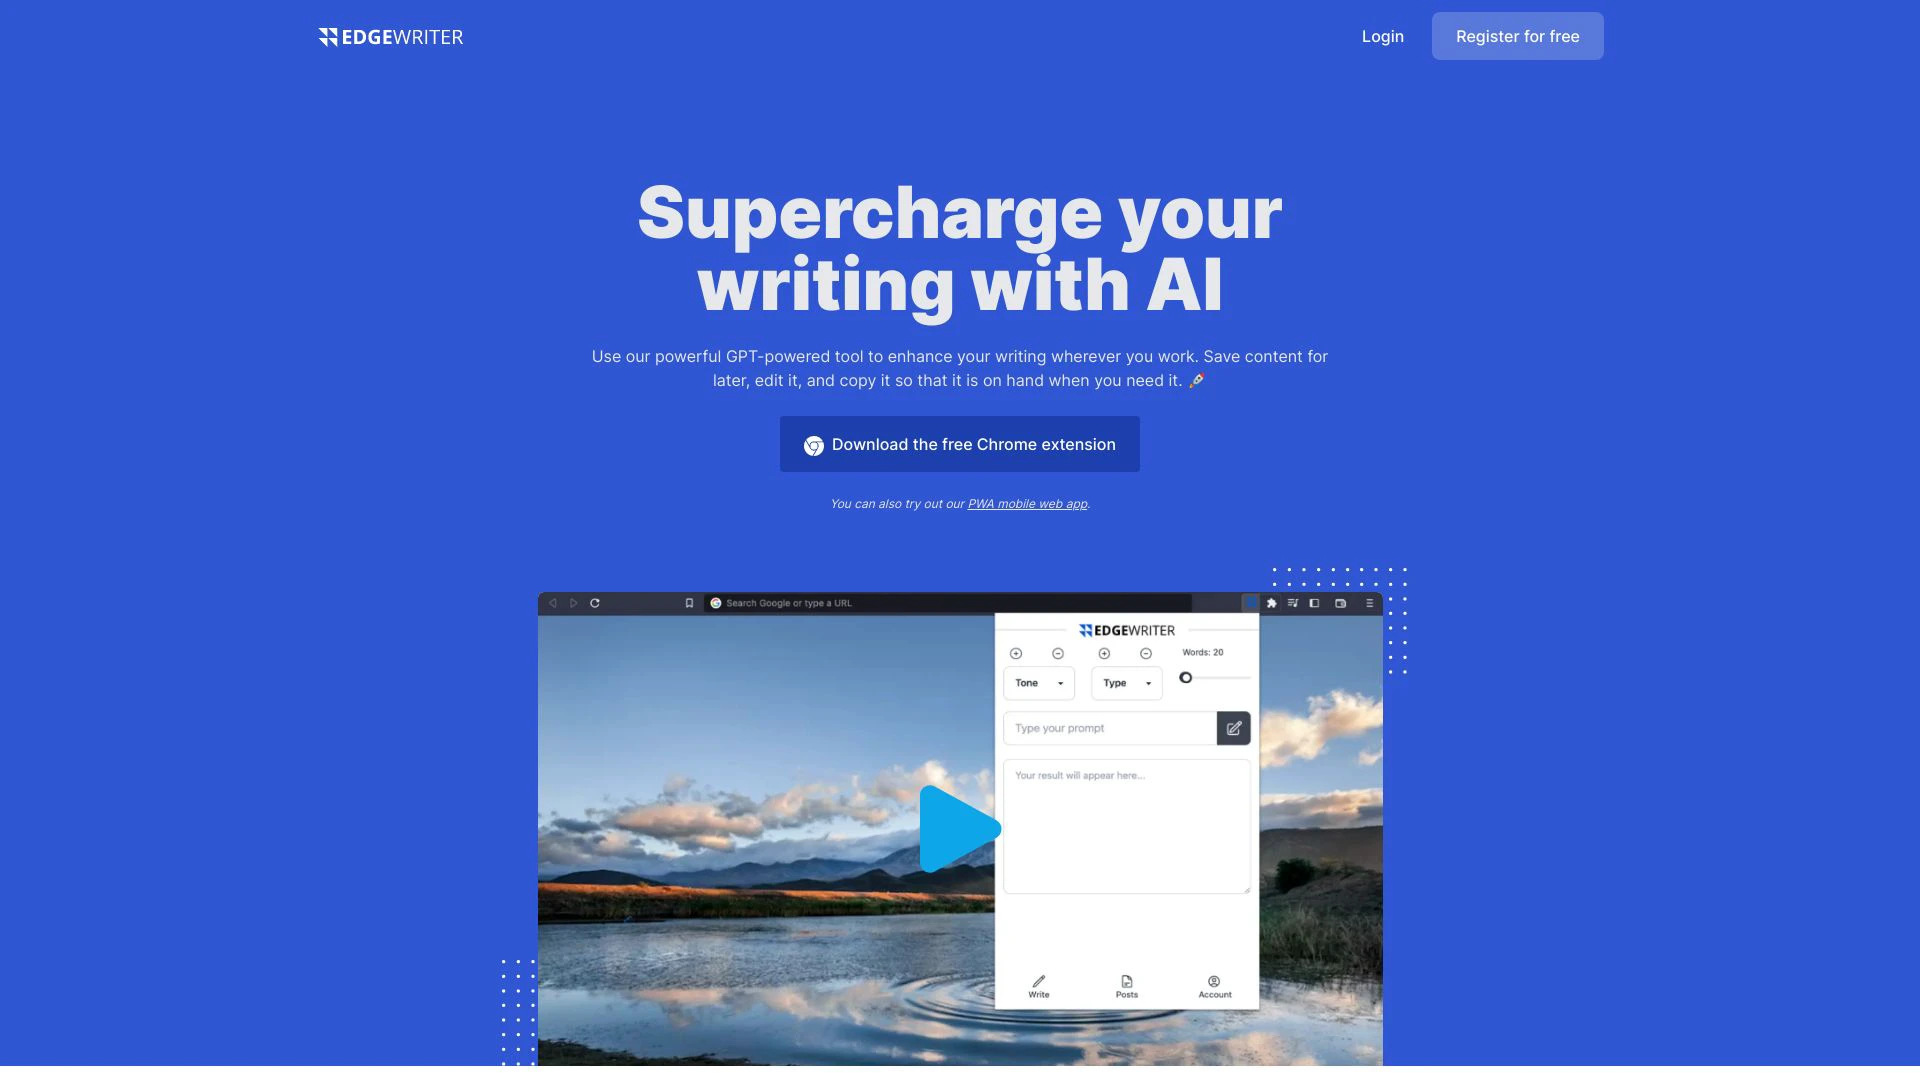 EDGEWRITER
Login
Register for free
Supercharge your
writing with AI
Use our powerful GPT-powered tool to enhance your writing wherever you work. Save content for
later, edit it, and copy it so that it is on hand when you need it. 🚀
Download the free Chrome extension
You can also try out our PWA mobile web app.
Search Google or type a URL
EDGEWRITER
Words: 20
Tone
Type
Type your prompt
Your result will appear here...
Write
Posts
Account